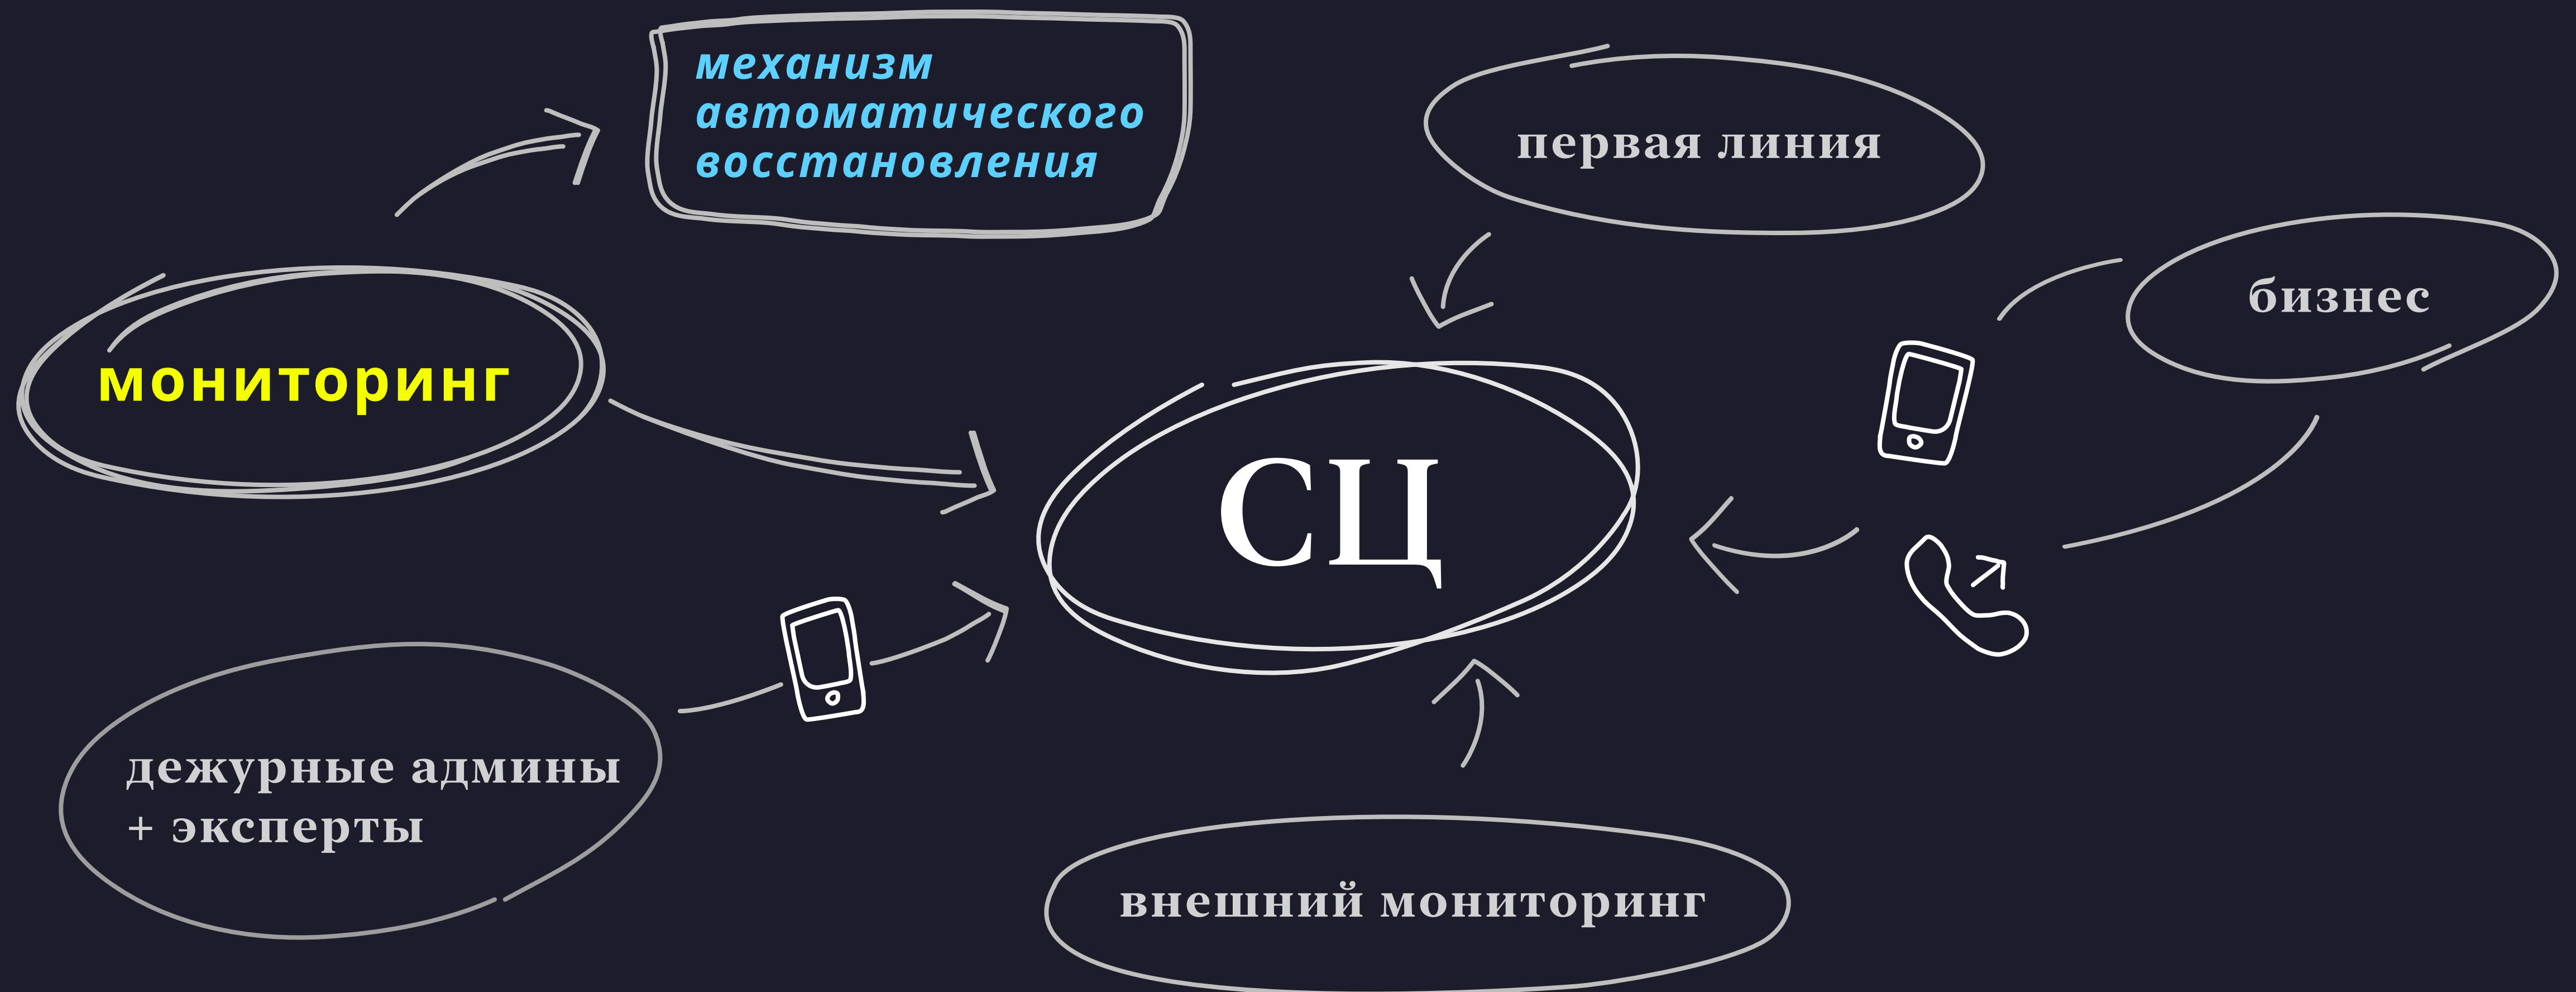 механизм
автоматического
восстановления
первая линия
бизнес
мониторинг
СЦ
дежурные админы
+ эксперты
внешний мониторинг